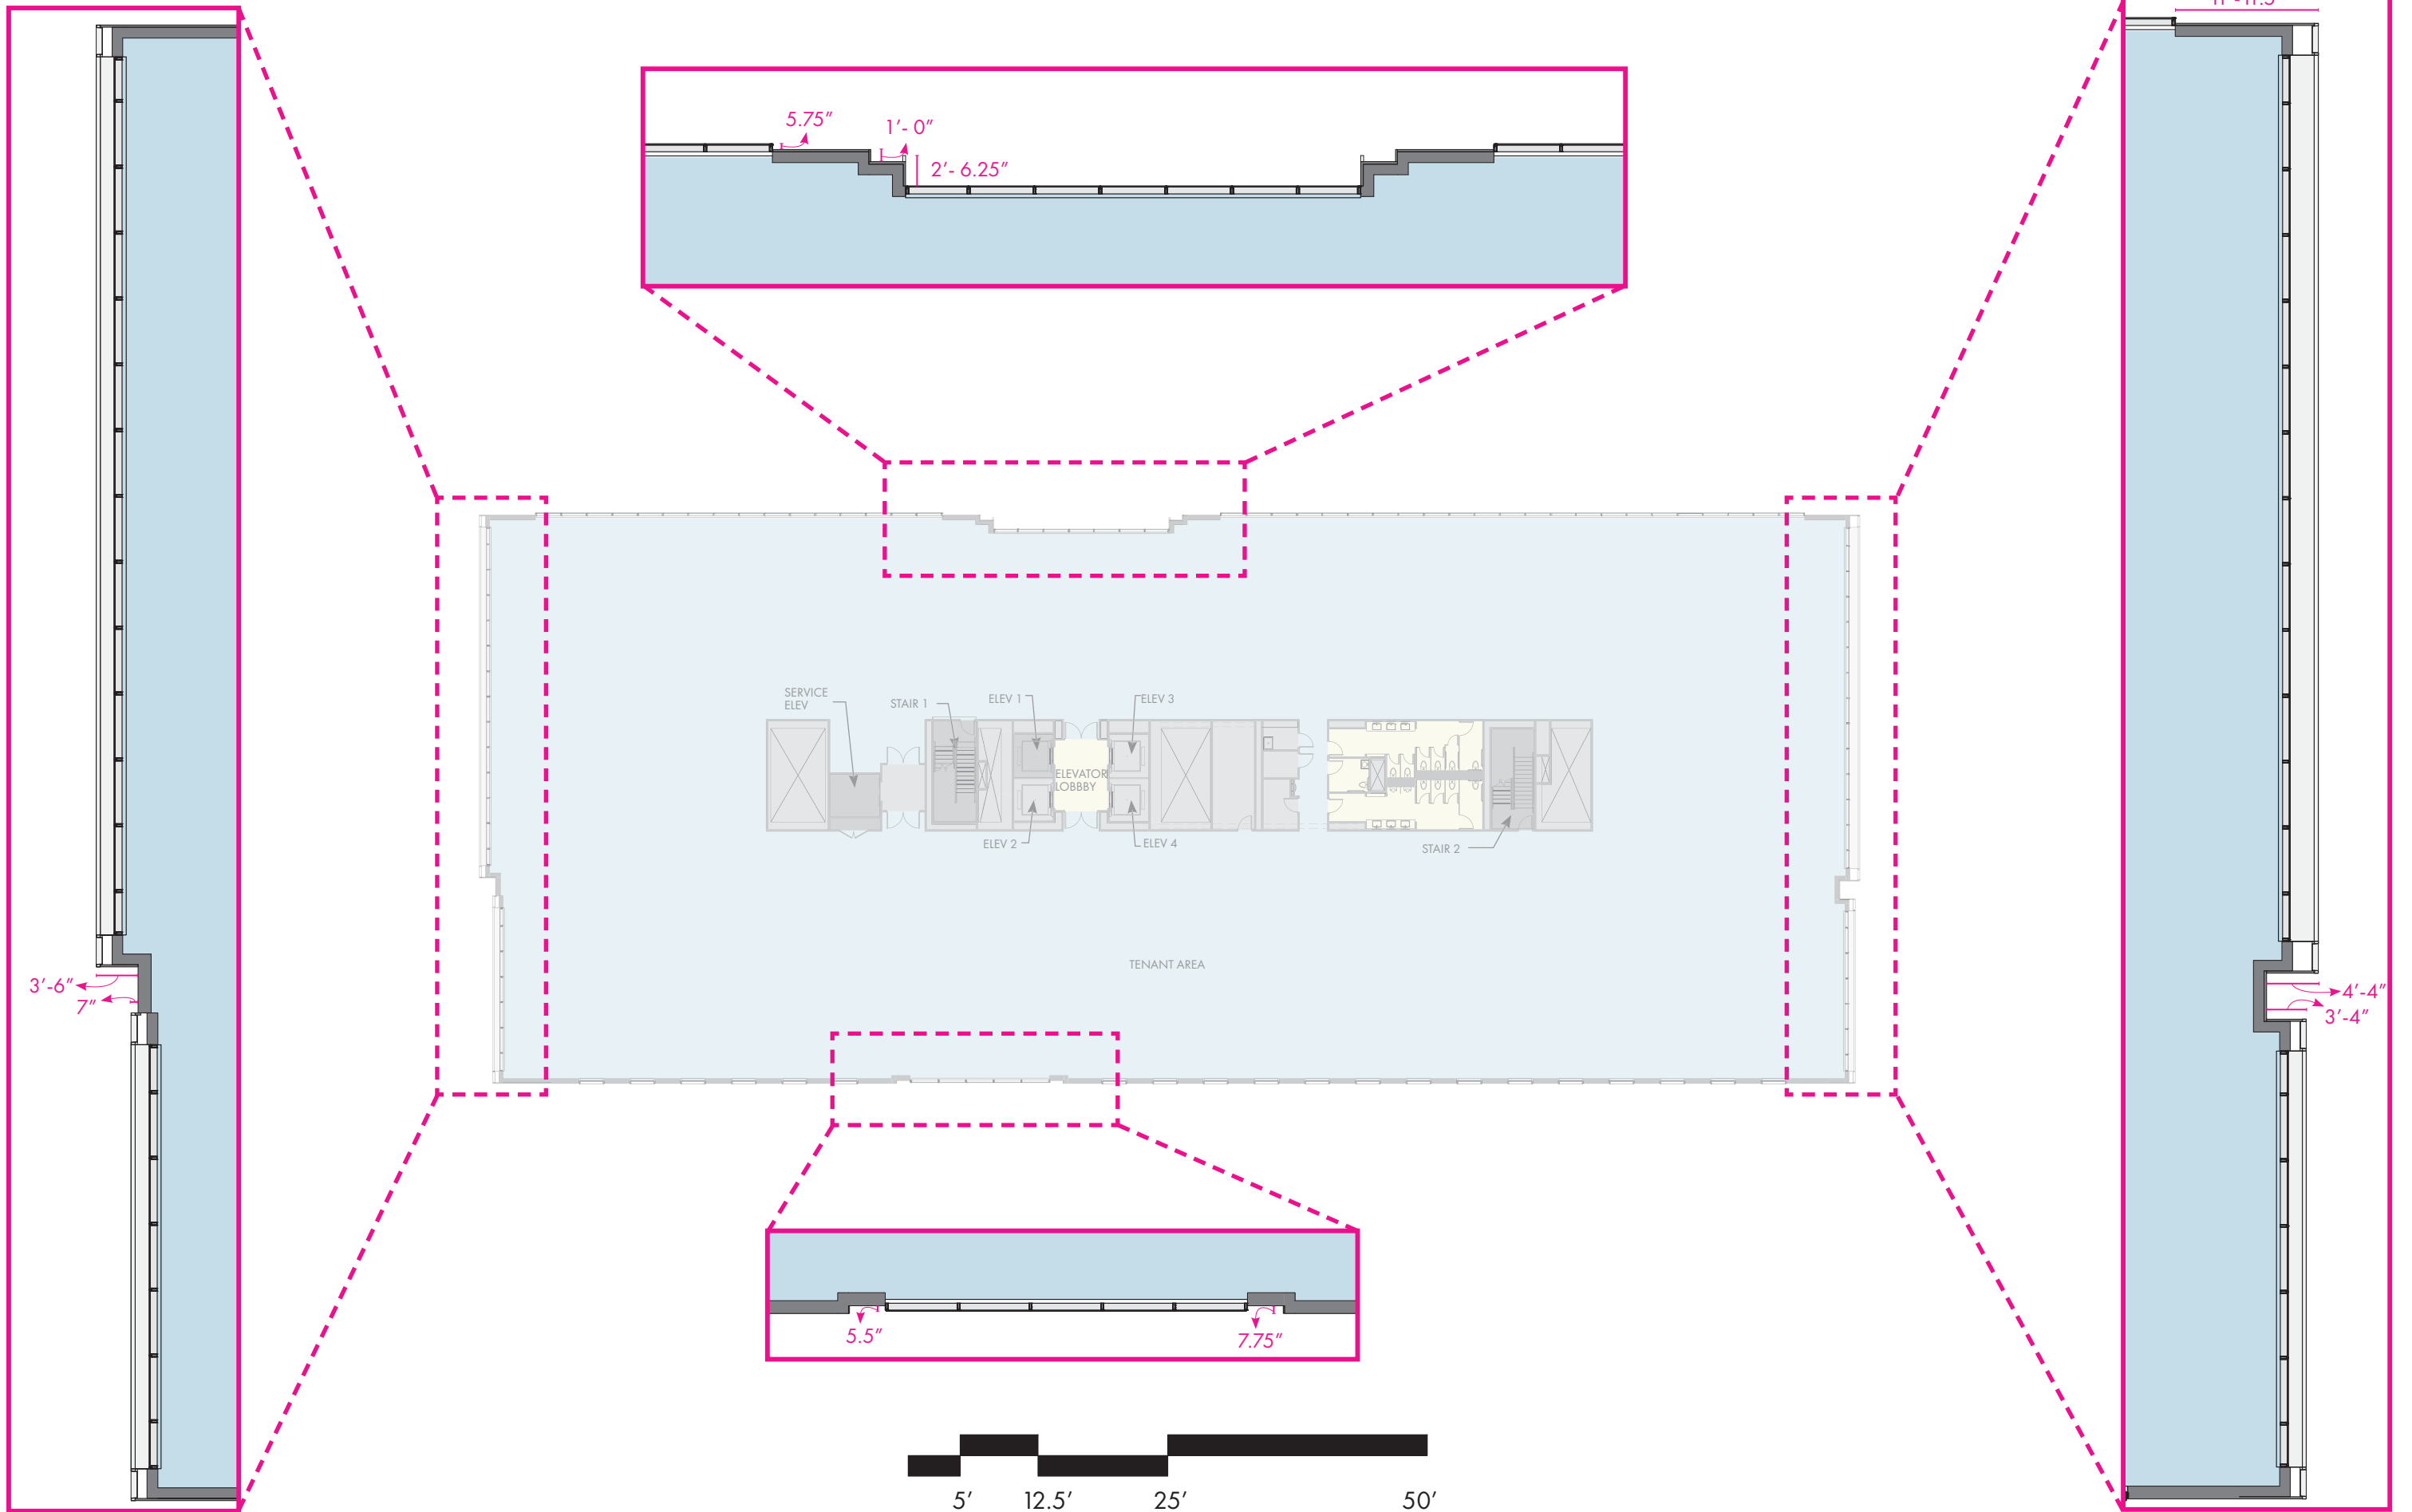 5.75″
1′- 0″
2′- 6.25″
SERVICE
ELEV
STAIR 1
ELEV 1
ELEV 3
ELEVATOR
LOBBBY
ELEV 2
ELEV 4
STAIR 2
TENANT AREA
3′-6″
7″
4′-4″
3′-4″
5.5″
7.75″
5′ 12.5′ 25′ 50′